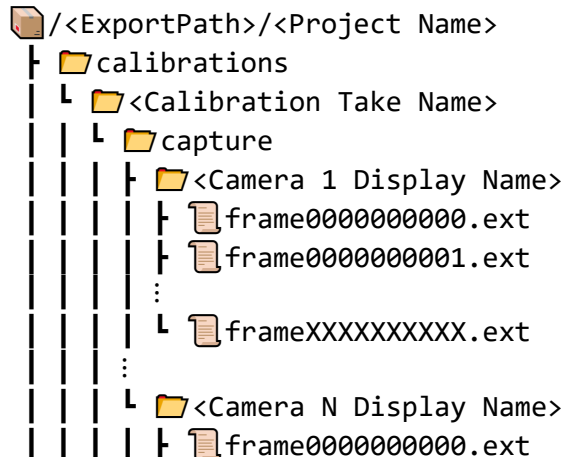 /<ExportPath>/<Project Name>
calibrations
<Calibration Take Name>
capture
<Camera 1 Display Name>
frame0000000000.ext
frame0000000001.ext
⋮
frameXXXXXXXXXX.ext
⋮
<Camera N Display Name>
frame0000000000.ext